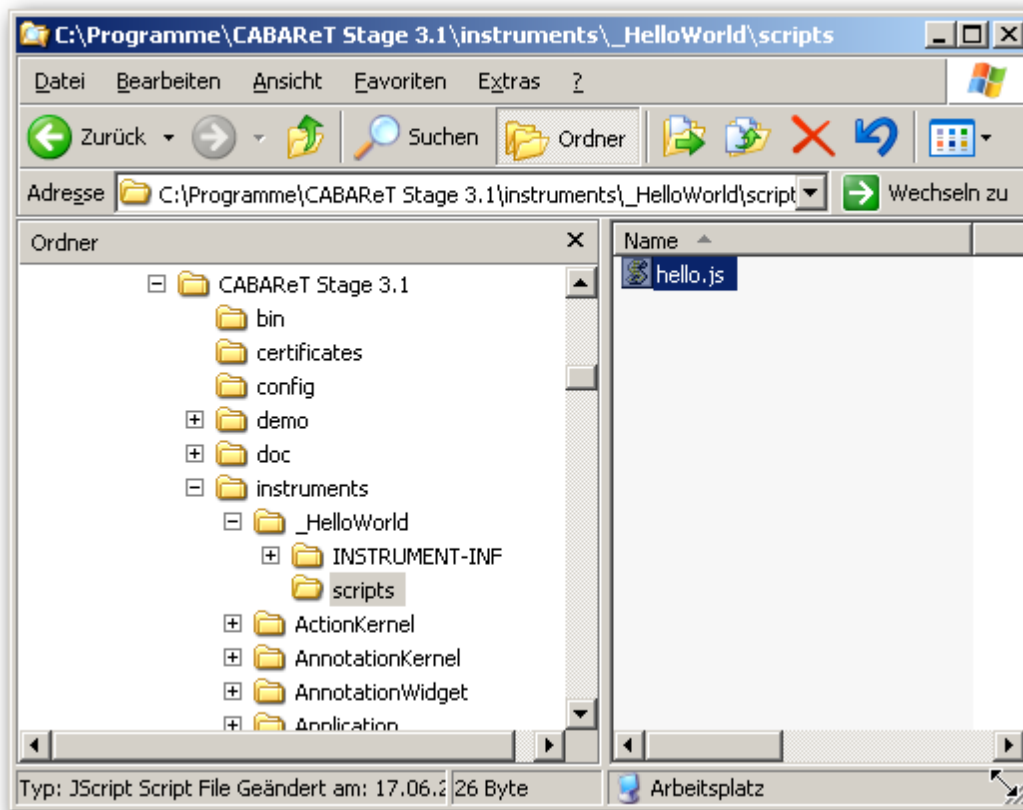 C:\Programme\CABAReT Stage 3.1\instruments\_HelloWorld\scripts
Datei Bearbeiten Ansicht Favoriten Extras ?
Zurück Suchen Ordner
Adresse C:\Programme\CABAReT Stage 3.1\instruments\_HelloWorld\script Wechseln zu
Ordner
Name
hello.js
CABAReT Stage 3.1
bin
certificates
config
demo
doc
instruments
_HelloWorld
INSTRUMENT-INF
scripts
ActionKernel
AnnotationKernel
AnnotationWidget
Application
Typ: JScript Script File Geändert am: 17.06.2 26 Byte Arbeitsplatz